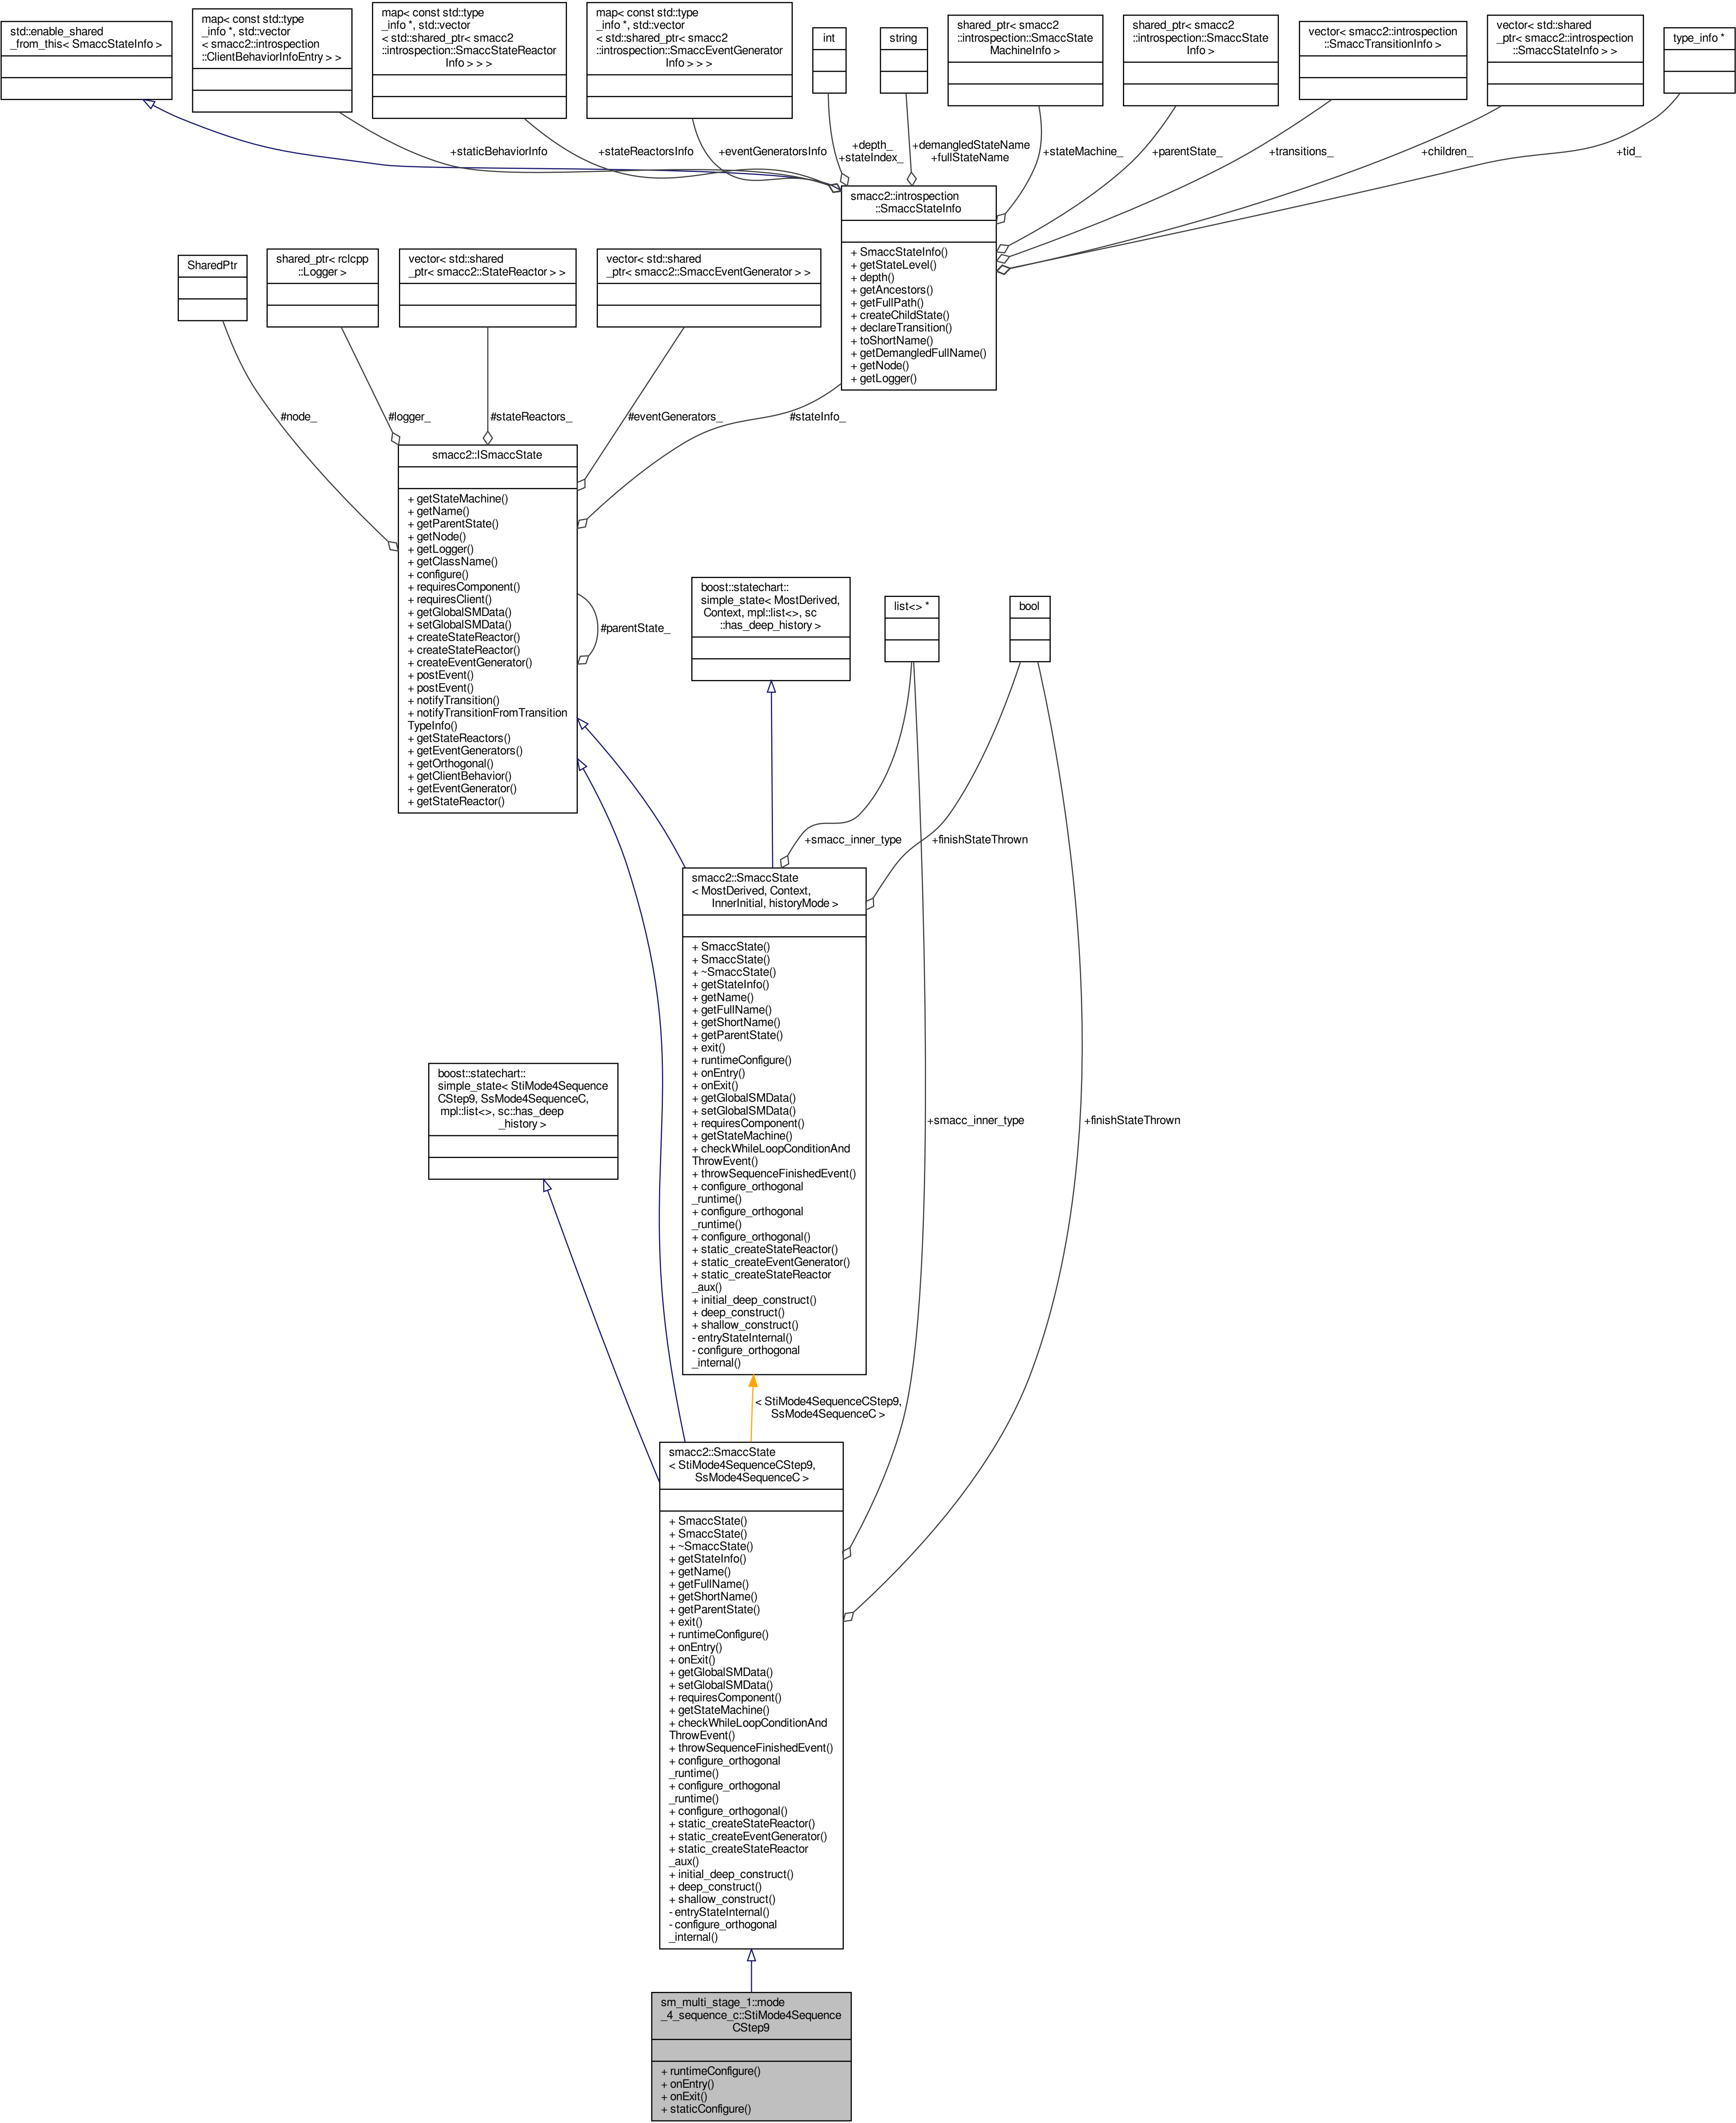 std::enable_shared
_from_this< SmaccStateInfo >
map< const std::type
_info *, std::vector
< smacc2::introspection
::ClientBehaviorInfoEntry > >
map< const std::type
_info *, std::vector
< std::shared_ptr< smacc2
::introspection::SmaccStateReactor
Info > > >
map< const std::type
_info *, std::vector
< std::shared_ptr< smacc2
::introspection::SmaccEventGenerator
Info > > >
int
string
shared_ptr< smacc2
::introspection::SmaccState
MachineInfo >
shared_ptr< smacc2
::introspection::SmaccState
Info >
vector< smacc2::introspection
::SmaccTransitionInfo >
vector< std::shared
_ptr< smacc2::introspection
::SmaccStateInfo > >
type_info *
+staticBehaviorInfo
+stateReactorsInfo
+eventGeneratorsInfo
+depth_
+stateIndex_
+demangledStateName
+fullStateName
+stateMachine_
+parentState_
+transitions_
+children_
+tid_
smacc2::introspection
::SmaccStateInfo
+ SmaccStateInfo()
+ getStateLevel()
+ depth()
+ getAncestors()
+ getFullPath()
+ createChildState()
+ declareTransition()
+ toShortName()
+ getDemangledFullName()
+ getNode()
+ getLogger()
SharedPtr
shared_ptr< rclcpp
::Logger >
vector< std::shared
_ptr< smacc2::StateReactor > >
vector< std::shared
_ptr< smacc2::SmaccEventGenerator > >
#node_
#logger_
#stateReactors_
#eventGenerators_
#stateInfo_
smacc2::ISmaccState
+ getStateMachine()
+ getName()
+ getParentState()
+ getNode()
+ getLogger()
+ getClassName()
+ configure()
+ requiresComponent()
+ requiresClient()
+ getGlobalSMData()
+ setGlobalSMData()
+ createStateReactor()
+ createStateReactor()
+ createEventGenerator()
+ postEvent()
+ postEvent()
+ notifyTransition()
+ notifyTransitionFromTransition
TypeInfo()
+ getStateReactors()
+ getEventGenerators()
+ getOrthogonal()
+ getClientBehavior()
+ getEventGenerator()
+ getStateReactor()
#parentState_
boost::statechart::
simple_state< MostDerived,
Context, mpl::list<>, sc
::has_deep_history >
list<> *
bool
+smacc_inner_type
+finishStateThrown
smacc2::SmaccState
< MostDerived, Context,
InnerInitial, historyMode >
+ SmaccState()
+ SmaccState()
+ ~SmaccState()
+ getStateInfo()
+ getName()
+ getFullName()
+ getShortName()
+ getParentState()
+ exit()
+ runtimeConfigure()
+ onEntry()
+ onExit()
+ getGlobalSMData()
+ setGlobalSMData()
+ requiresComponent()
+ getStateMachine()
+ checkWhileLoopConditionAnd
ThrowEvent()
+ throwSequenceFinishedEvent()
+ configure_orthogonal
_runtime()
+ configure_orthogonal
_runtime()
+ configure_orthogonal()
+ static_createStateReactor()
+ static_createEventGenerator()
+ static_createStateReactor
_aux()
+ initial_deep_construct()
+ deep_construct()
+ shallow_construct()
- entryStateInternal()
- configure_orthogonal
_internal()
boost::statechart::
simple_state< StiMode4Sequence
CStep9, SsMode4SequenceC,
mpl::list<>, sc::has_deep
_history >
+smacc_inner_type
+finishStateThrown
< StiMode4SequenceCStep9,
SsMode4SequenceC >
smacc2::SmaccState
< StiMode4SequenceCStep9,
SsMode4SequenceC >
+ SmaccState()
+ SmaccState()
+ ~SmaccState()
+ getStateInfo()
+ getName()
+ getFullName()
+ getShortName()
+ getParentState()
+ exit()
+ runtimeConfigure()
+ onEntry()
+ onExit()
+ getGlobalSMData()
+ setGlobalSMData()
+ requiresComponent()
+ getStateMachine()
+ checkWhileLoopConditionAnd
ThrowEvent()
+ throwSequenceFinishedEvent()
+ configure_orthogonal
_runtime()
+ configure_orthogonal
_runtime()
+ configure_orthogonal()
+ static_createStateReactor()
+ static_createEventGenerator()
+ static_createStateReactor
_aux()
+ initial_deep_construct()
+ deep_construct()
+ shallow_construct()
- entryStateInternal()
- configure_orthogonal
_internal()
sm_multi_stage_1::mode
_4_sequence_c::StiMode4Sequence
CStep9
+ runtimeConfigure()
+ onEntry()
+ onExit()
+ staticConfigure()